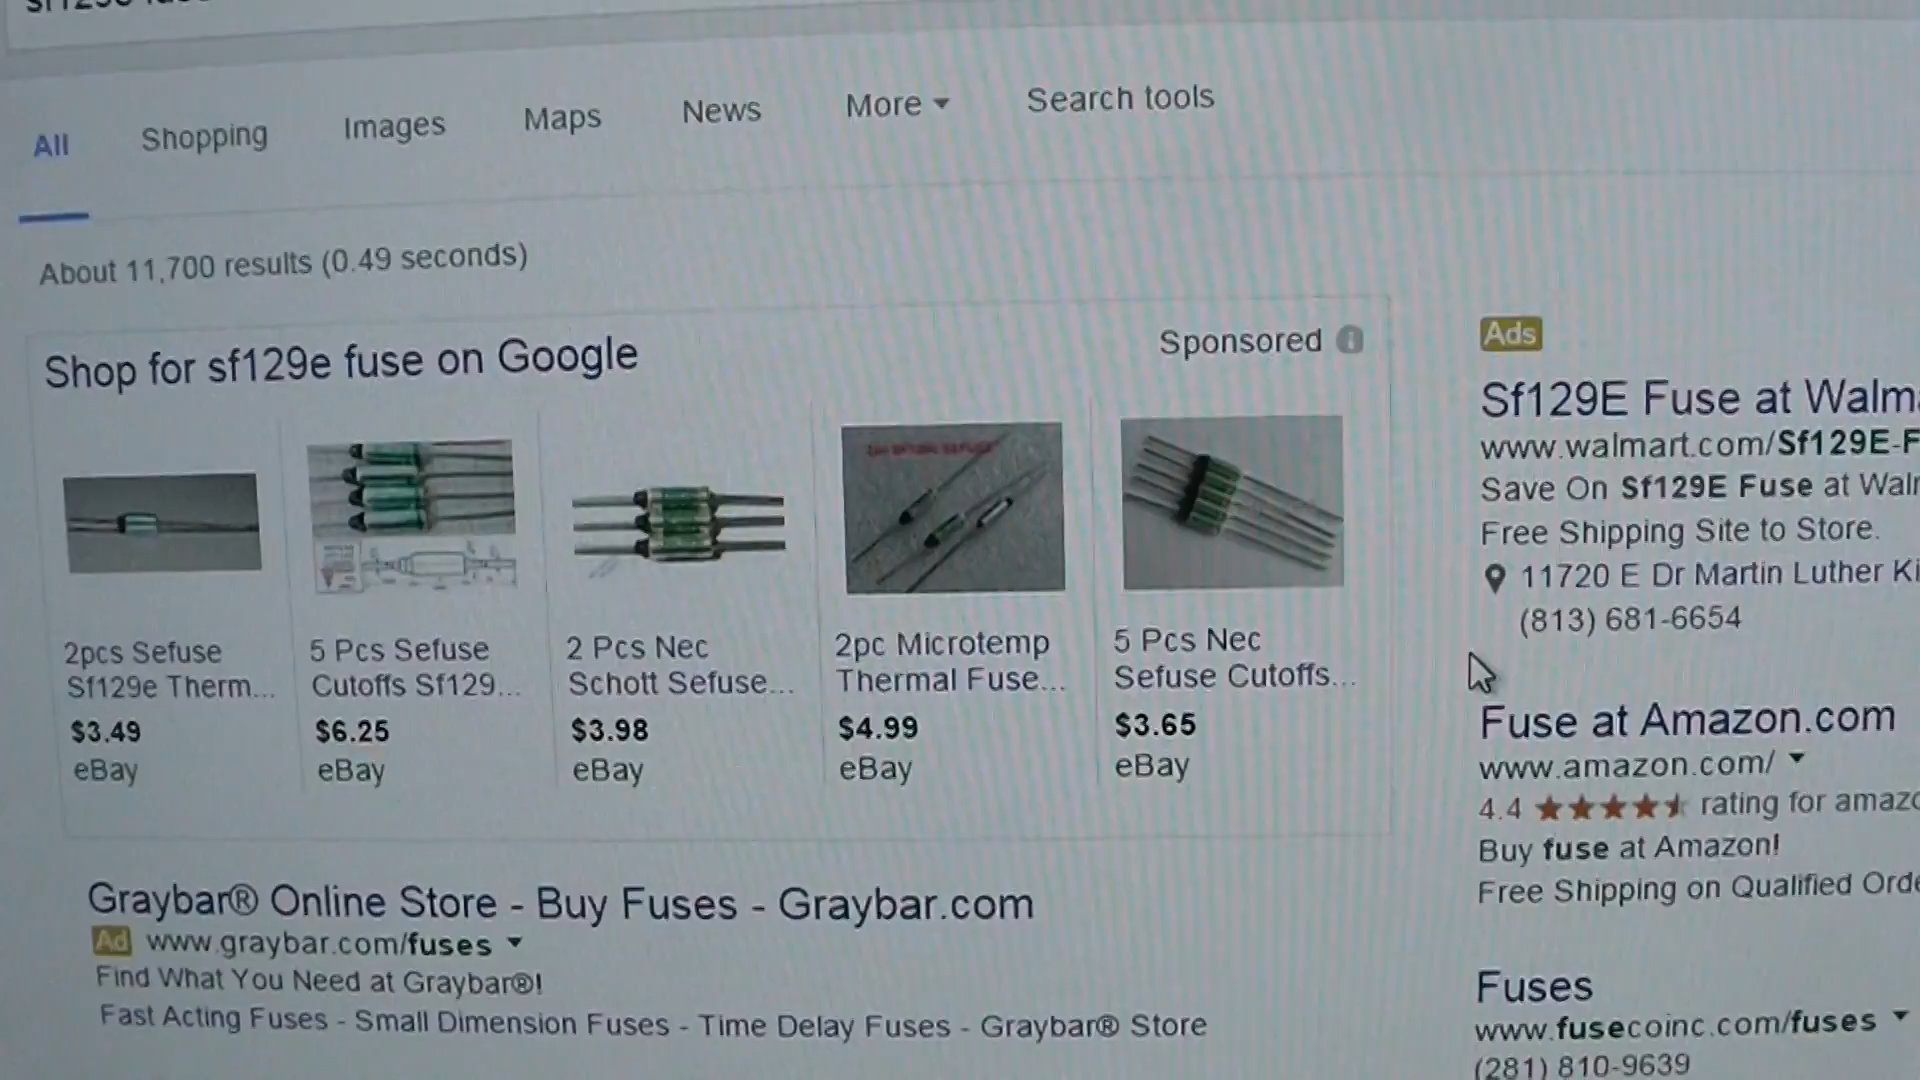 All Shopping Images Maps News More Search tools
About 11,700 results (0.49 seconds)
Shop for sf129e fuse on Google
Sponsored
2pcs Sefuse
Sf129e Therm...
$3.49
eBay
5 Pcs Sefuse
Cutoffs Sf129...
$6.25
eBay
2 Pcs Nec
Schott Sefuse...
$3.98
eBay
2pc Microtemp
Thermal Fuse...
$4.99
eBay
5 Pcs Nec
Sefuse Cutoffs...
$3.65
eBay
Graybar® Online Store - Buy Fuses - Graybar.com
Ad www.graybar.com/fuses
Find What You Need at Graybar®!
Fast Acting Fuses - Small Dimension Fuses - Time Delay Fuses - Graybar® Store
Ads
Sf129E Fuse at Walma
www.walmart.com/Sf129E-F
Save On Sf129E Fuse at Waln
Free Shipping Site to Store.
11720 E Dr Martin Luther Ki
(813) 681-6654
Fuse at Amazon.com
www.amazon.com/
4.4 rating for amazo
Buy fuse at Amazon!
Free Shipping on Qualified Orde
Fuses
www.fusecoinc.com/fuses
(281) 810-9639